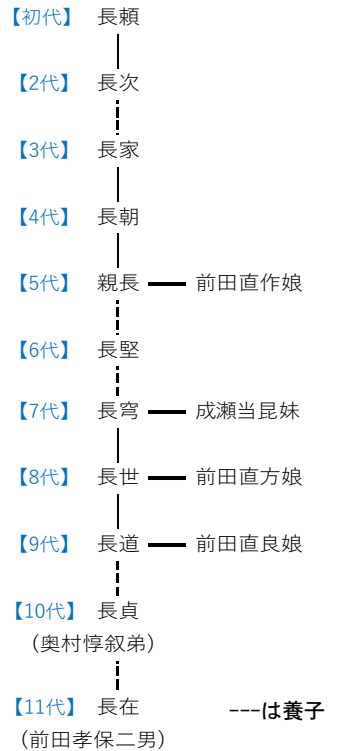 【初代】 長頼
【2代】 長次
【3代】 長家
【4代】 長朝
【5代】 親長 前田直作娘
【6代】 長堅
【7代】 長穹 成瀬当昆妹
【8代】 長世 前田直方娘
【9代】 長道 前田直良娘
【10代】 長貞
（奥村惇叙弟）
【11代】 長在 ---は養子
（前田孝保二男）